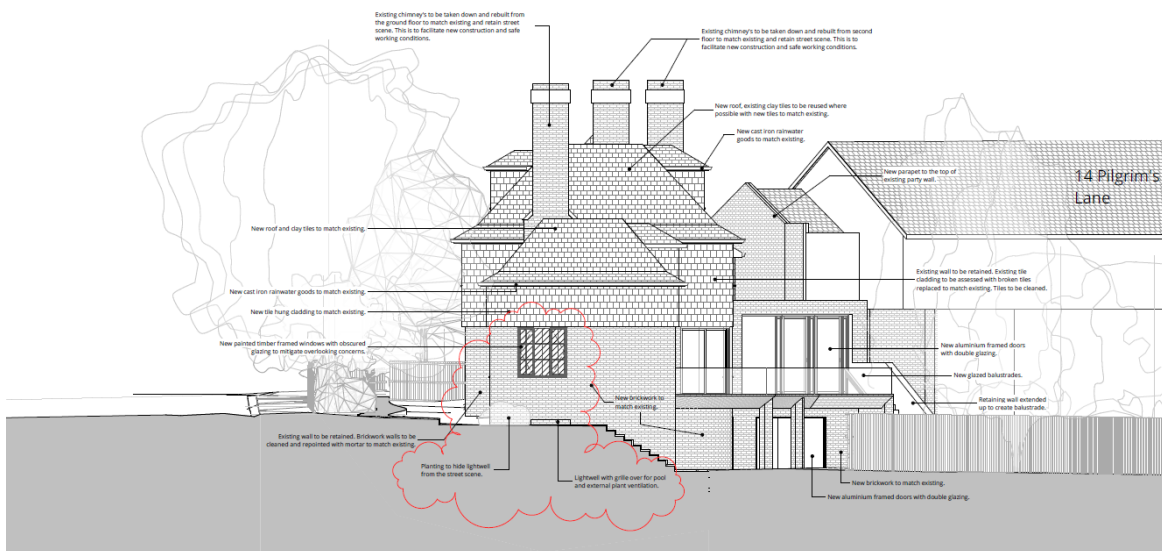 Existing chimney's to be taken down and rebuilt from
the ground floor to match existing and retain street
scene. This is to facilitate new construction and safe
working conditions.
Existing chimney's to be taken down and rebuilt from second
floor to match existing and retain street scene. This is to
facilitate new construction and safe working conditions.
New roof, existing clay tiles to be reused where
possible with new tiles to match existing.
New cast iron rainwater
goods to match existing.
New parapet to the top of
existing party wall.
14 Pilgrim's
Lane
New roof and clay tiles to match existing.
Existing wall to be retained. Existing tile
cladding to be assessed with broken tiles
replaced to match existing. Tiles to be cleaned.
New cast iron rainwater goods to match existing.
New tile hung cladding to match existing.
New painted timber framed windows with obscured
glazing to mitigate overlooking concerns.
New aluminium framed doors
with double glazing.
New glazed balustrades.
New brickwork to
match existing.
Retaining wall extended
up to create balustrade.
Existing wall to be retained. Brickwork walls to be
cleaned and repointed with mortar to match existing.
Planting to hide lightwell
from the street scene.
Lightwell with grille over for pool
and external plant ventilation.
New brickwork to match existing.
New aluminium framed doors with double glazing.